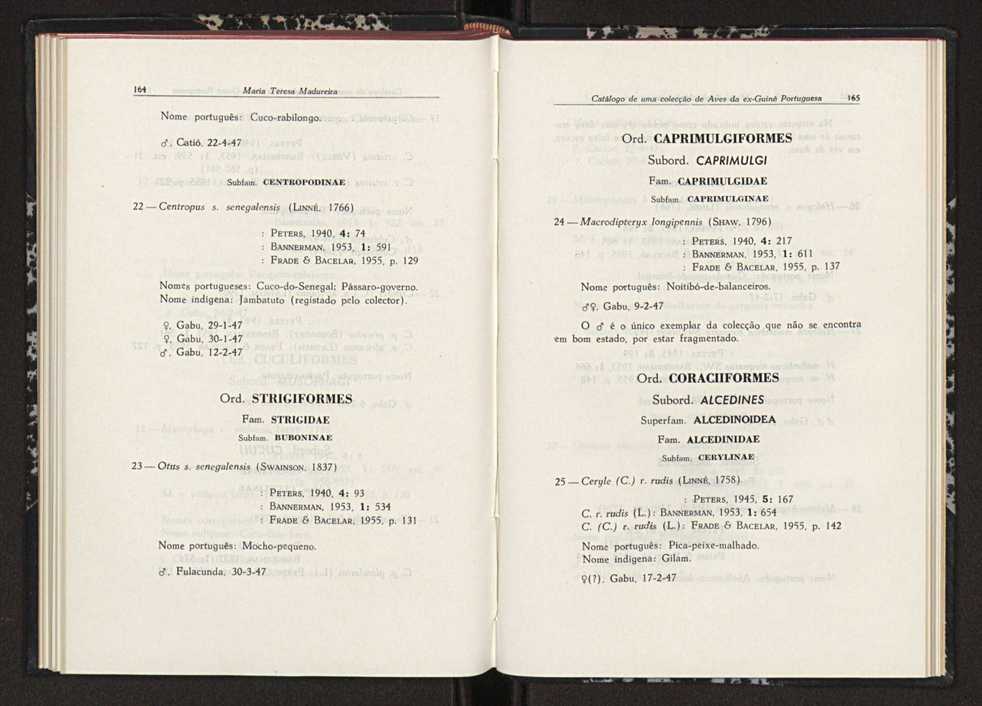 164 Maria Teresa Madureira
Nome português: Cuco-rabilongo.
♂, Catió, 22-4-47
Subfam. CENTROPODINAE
22 — Centropus s. senegalensis (LINNÉ, 1766)
: PETERS, 1940, 4: 74
: BANNERMAN, 1953, 1: 591
: FRADE & BACELAR, 1955, p. 129
Nomes portugueses: Cuco-do-Senegal; Pássaro-governo.
Nome indígena: Jambatuto (registado pelo colector).
♀, Gabu, 29-1-47
♀, Gabu, 30-1-47
♂, Gabu, 12-2-47
Ord. STRIGIFORMES
Fam. STRIGIDAE
Subfam. BUBONINAE
23 — Otus s. senegalensis (SWAINSON, 1837)
: PETERS, 1940, 4: 93
: BANNERMAN, 1953, 1: 534
: FRADE & BACELAR, 1955, p. 131
Nome português: Mocho-pequeno.
♂, Fulacunda, 30-3-47
Catálogo de uma colecção de Aves da ex-Guiné Portuguesa 165
Ord. CAPRIMULGIFORMES
Subord. CAPRIMULGI
Fam. CAPRIMULGIDAE
Subfam. CAPRIMULGINAE
24 — Macrodipteryx longipennis (SHAW, 1796)
: PETERS, 1940, 4: 217
: BANNERMAN, 1953, 1: 611
: FRADE & BACELAR, 1955, p. 137
Nome português: Noitibó-de-balanceiros.
♂♀, Gabu, 9-2-47
O ♂ é o único exemplar da colecção que não se encontra
em bom estado, por estar fragmentado.
Ord. CORACIIFORMES
Subord. ALCEDINES
Superfam. ALCEDINOIDEA
Fam. ALCEDINIDAE
Subfam. CERYLINAE
25 — Ceryle (C.) r. rudis (LINNÉ, 1758)
: PETERS, 1945, 5: 167
C. r. rudis (L.): BANNERMAN, 1953, 1: 654
C. (C.) r. rudis (L.): FRADE & BACELAR, 1955, p. 142
Nome português: Pica-peixe-malhado.
Nome indígena: Gilam.
♀(?), Gabu, 17-2-47